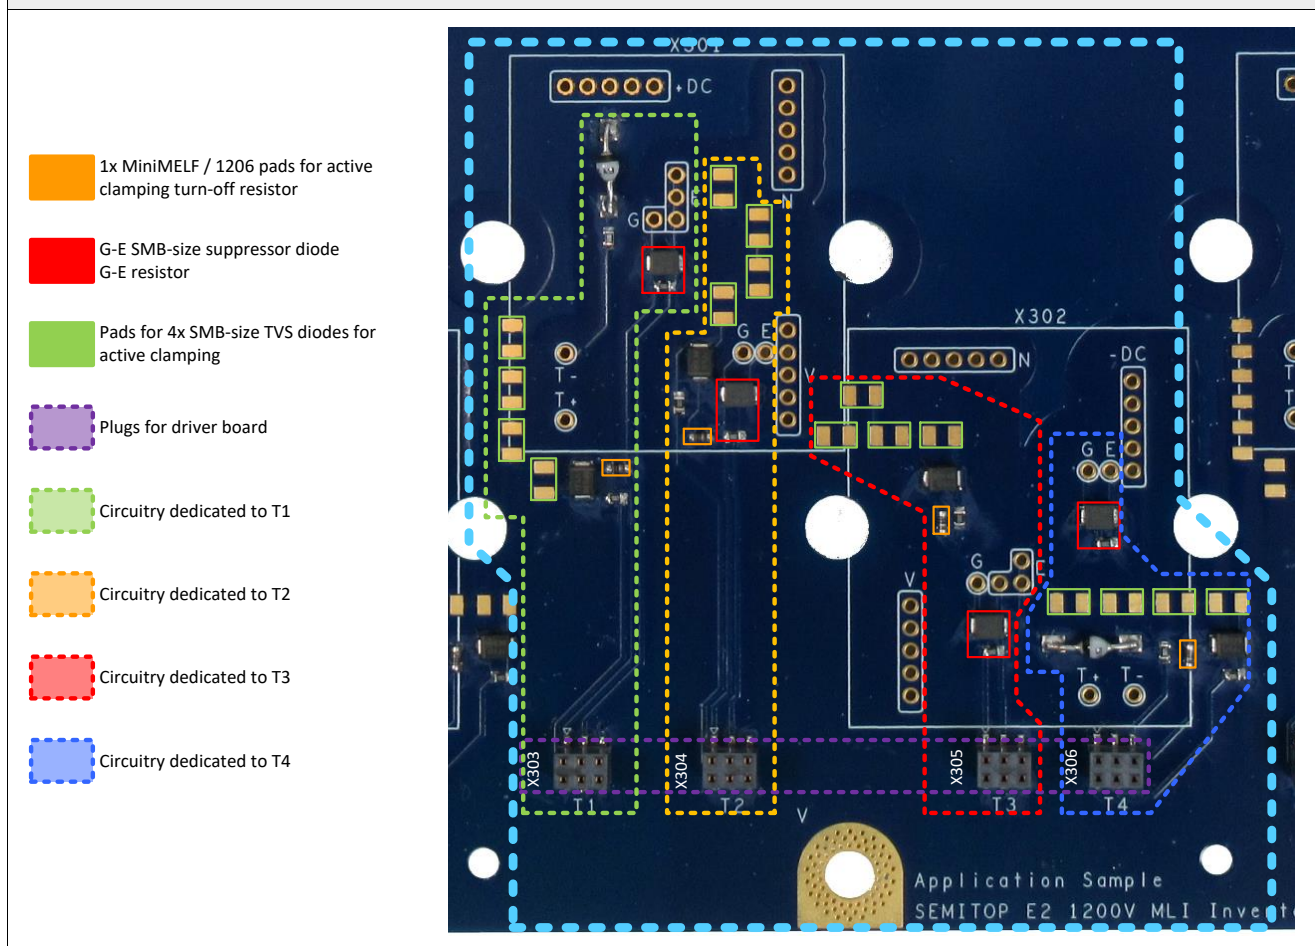 1x MiniMELF / 1206 pads for active
clamping turn-off resistor
G-E SMB-size suppressor diode
G-E resistor
Pads for 4x SMB-size TVS diodes for
active clamping
Plugs for driver board
Circuitry dedicated to T1
Circuitry dedicated to T2
Circuitry dedicated to T3
Circuitry dedicated to T4
X301
+DC
N
G
E
X302
G E
N
-DC
T-
T+
V
G E
G
E
V
T+ T-
X303
X304
X305
X306
T1
T2
T3
T4
V
Application Sample
SEMITOP E2 1200V MLI Invert